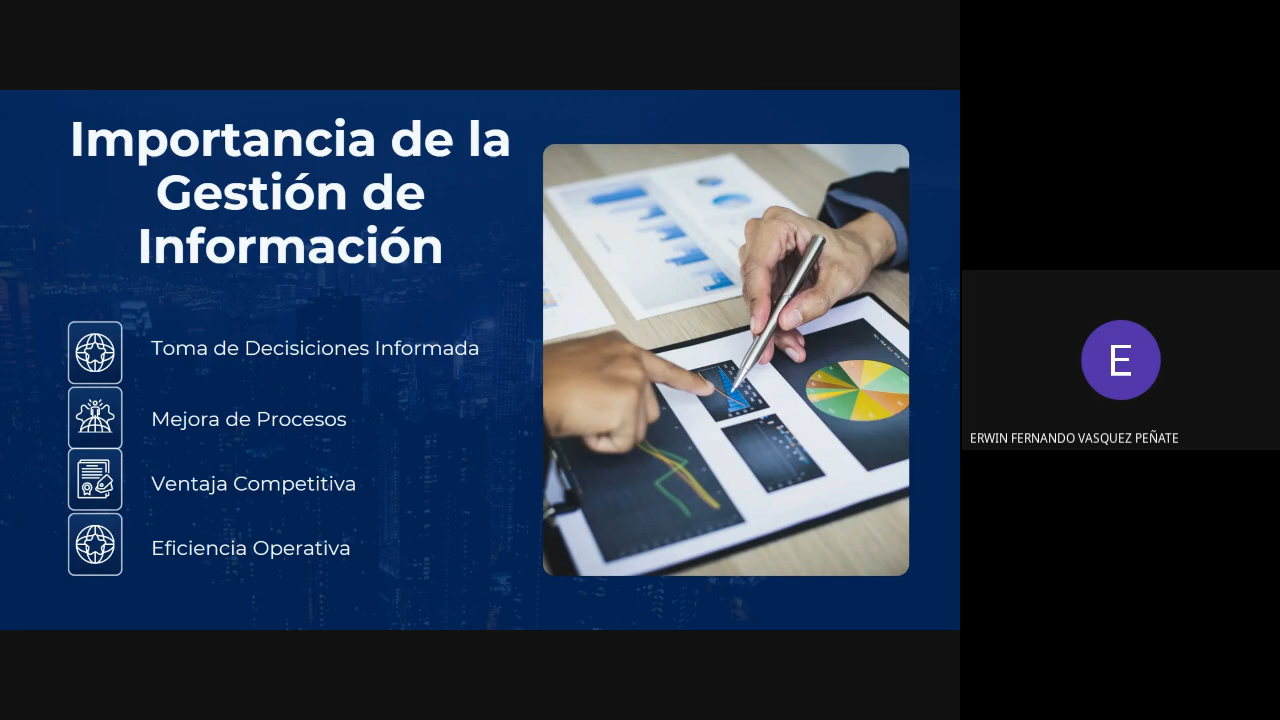 Importancia de la
Gestión de
Información
Toma de Decisiciones Informada
Mejora de Procesos
Ventaja Competitiva
Eficiencia Operativa
E
ERWIN FERNANDO VASQUEZ PEÑATE